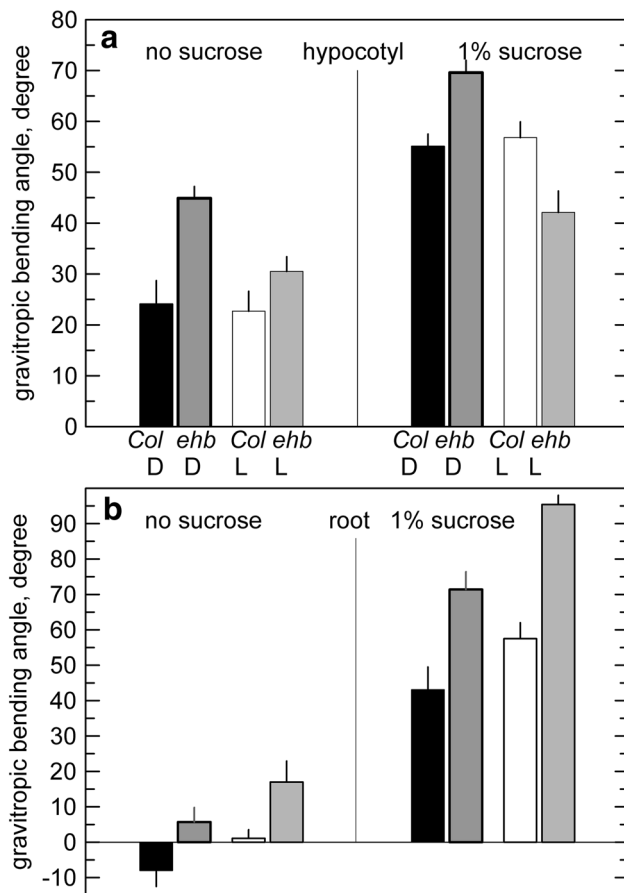 a
no sucrose hypocotyl 1% sucrose
gravitropic bending angle, degree
80
70
60
50
40
30
20
10
0
Col ehb Col ehb Col ehb Col ehb
D D L L D D L L
b
no sucrose root 1% sucrose
gravitropic bending angle, degree
90
80
70
60
50
40
30
20
10
0
-10